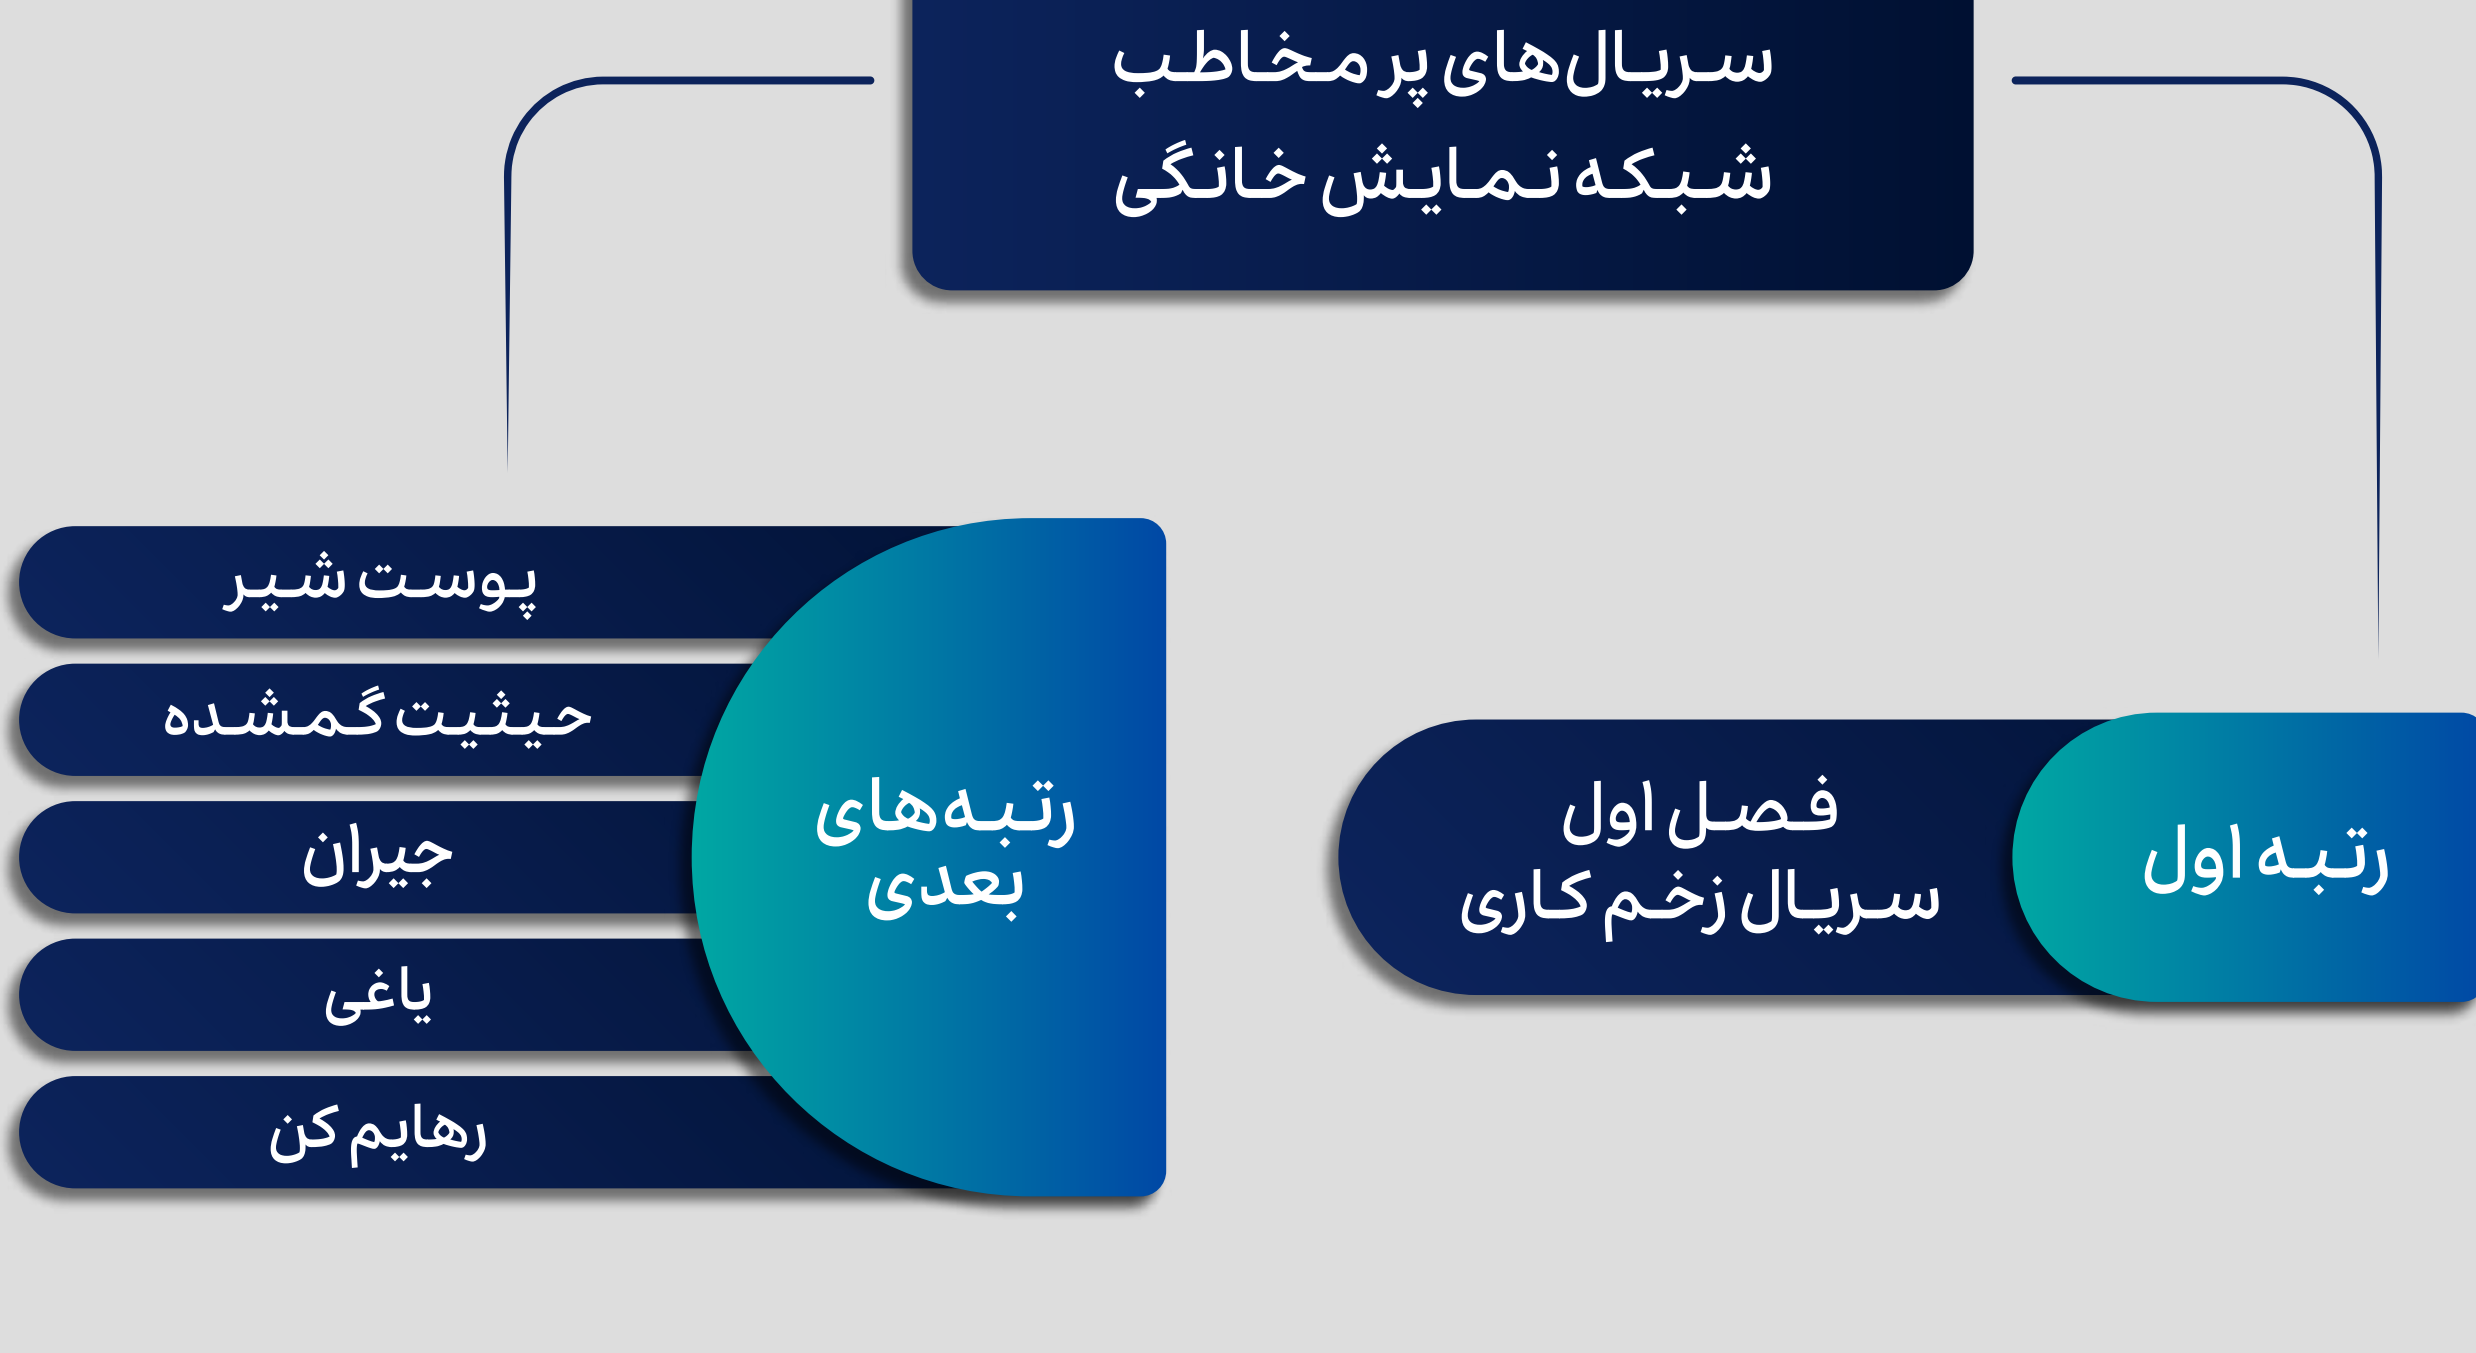 سریال‌های پر مخاطب
شبکه نمایش خانگی
رتبه اول
فصل اول
سریال زخم کاری
رتبه‌های
بعدی
پوست شیر
حیثیت گمشده
جیران
یاغی
رهایم کن